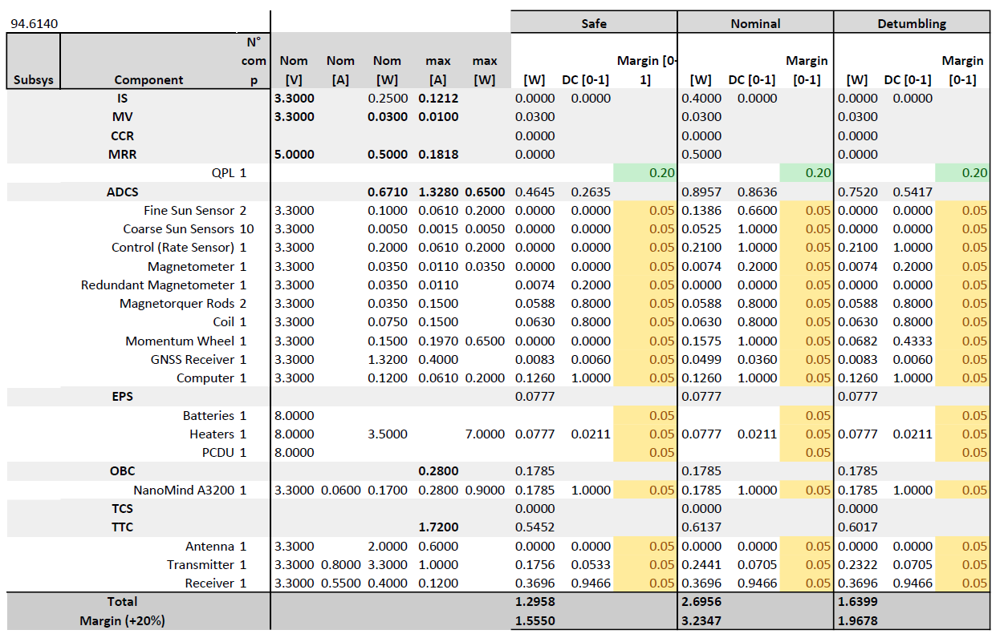 94.6140 Safe Nominal Detumbling
N°
com Nom Nom Nom max max Margin [0- Margin Margin
Subsys Component p [V] [A] [W] [A] [W] [W] DC [0-1] 1] [W] DC [0-1] [0-1] [W] DC [0-1] [0-1]
IS 3.3000 0.2500 0.1212 0.0000 0.0000 0.4000 0.0000 0.0000 0.0000
MV 3.3000 0.0300 0.0100 0.0300 0.0300 0.0300
CCR 0.0000 0.0000 0.0000
MRR 5.0000 0.5000 0.1818 0.0000 0.5000 0.0000
QPL 1 0.20 0.20 0.20
ADCS 0.6710 1.3280 0.6500 0.4645 0.2635 0.8957 0.8636 0.7520 0.5417
Fine Sun Sensor 2 3.3000 0.1000 0.0610 0.2000 0.0000 0.0000 0.05 0.1386 0.6600 0.05 0.0000 0.0000 0.05
Coarse Sun Sensors 10 3.3000 0.0050 0.0015 0.0050 0.0000 0.0000 0.05 0.0525 1.0000 0.05 0.0000 0.0000 0.05
Control (Rate Sensor) 1 3.3000 0.2000 0.0610 0.2000 0.0000 0.0000 0.05 0.2100 1.0000 0.05 0.2100 1.0000 0.05
Magnetometer 1 3.3000 0.0350 0.0110 0.0350 0.0000 0.0000 0.05 0.0074 0.2000 0.05 0.0074 0.2000 0.05
Redundant Magnetometer 1 3.3000 0.0350 0.0110 0.0074 0.2000 0.05 0.0000 0.0000 0.05 0.0000 0.0000 0.05
Magnetorquer Rods 2 3.3000 0.0350 0.1500 0.0588 0.8000 0.05 0.0588 0.8000 0.05 0.0588 0.8000 0.05
Coil 1 3.3000 0.0750 0.1500 0.0630 0.8000 0.05 0.0630 0.8000 0.05 0.0630 0.8000 0.05
Momentum Wheel 1 3.3000 0.1500 0.1970 0.6500 0.0000 0.0000 0.05 0.1575 1.0000 0.05 0.0682 0.4333 0.05
GNSS Receiver 1 3.3000 1.3200 0.4000 0.0083 0.0060 0.05 0.0499 0.0360 0.05 0.0083 0.0060 0.05
Computer 1 3.3000 0.1200 0.0610 0.2000 0.1260 1.0000 0.05 0.1260 1.0000 0.05 0.1260 1.0000 0.05
EPS 0.0777 0.0777 0.0777
Batteries 1 8.0000 0.05 0.05 0.05
Heaters 1 8.0000 3.5000 7.0000 0.0777 0.0211 0.05 0.0777 0.0211 0.05 0.0777 0.0211 0.05
PCDU 1 8.0000 0.05 0.05 0.05
OBC 0.2800 0.1785 0.1785 0.1785
NanoMind A3200 1 3.3000 0.0600 0.1700 0.2800 0.9000 0.1785 1.0000 0.05 0.1785 1.0000 0.05 0.1785 1.0000 0.05
TCS 0.0000 0.0000 0.0000
TTC 1.7200 0.5452 0.6137 0.6017
Antenna 1 3.3000 2.0000 0.6000 0.0000 0.0000 0.05 0.0000 0.0000 0.05 0.0000 0.0000 0.05
Transmitter 1 3.3000 0.8000 3.3000 1.0000 0.1756 0.0533 0.05 0.2441 0.0705 0.05 0.2322 0.0705 0.05
Receiver 1 3.3000 0.5500 0.4000 0.1200 0.3696 0.9466 0.05 0.3696 0.9466 0.05 0.3696 0.9466 0.05
Total 1.2958 2.6956 1.6399
Margin (+20%) 1.5550 3.2347 1.9678